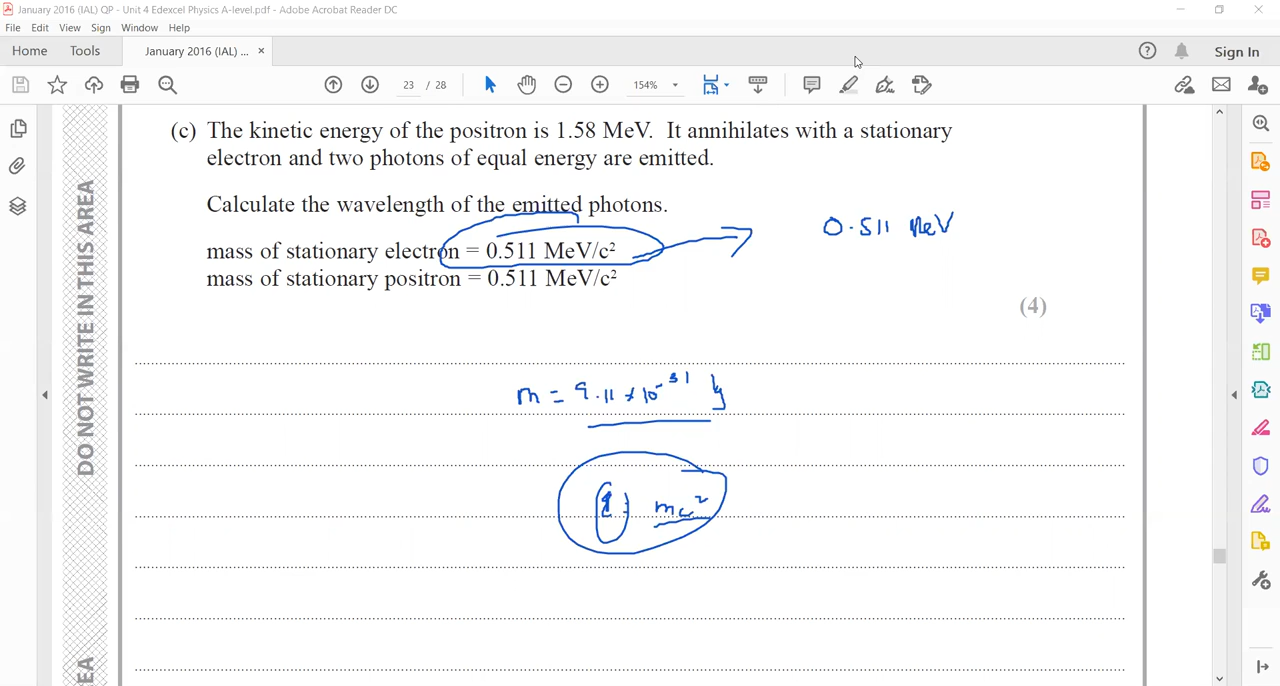 January 2016 (IAL) QP - Unit 4 Edexcel Physics A-level.pdf - Adobe Acrobat Reader DC
File Edit View Sign Window Help
Home Tools January 2016 (IAL) ... × Sign In
23 / 28 154%
(c) The kinetic energy of the positron is 1.58 MeV. It annihilates with a stationary
electron and two photons of equal energy are emitted.
Calculate the wavelength of the emitted photons.
0.511 MeV
mass of stationary electron = 0.511 MeV/c²
mass of stationary positron = 0.511 MeV/c²
(4)
m = 9.11 × 10⁻³¹ kg
mc²
DO NOT WRITE IN THIS AREA
EA